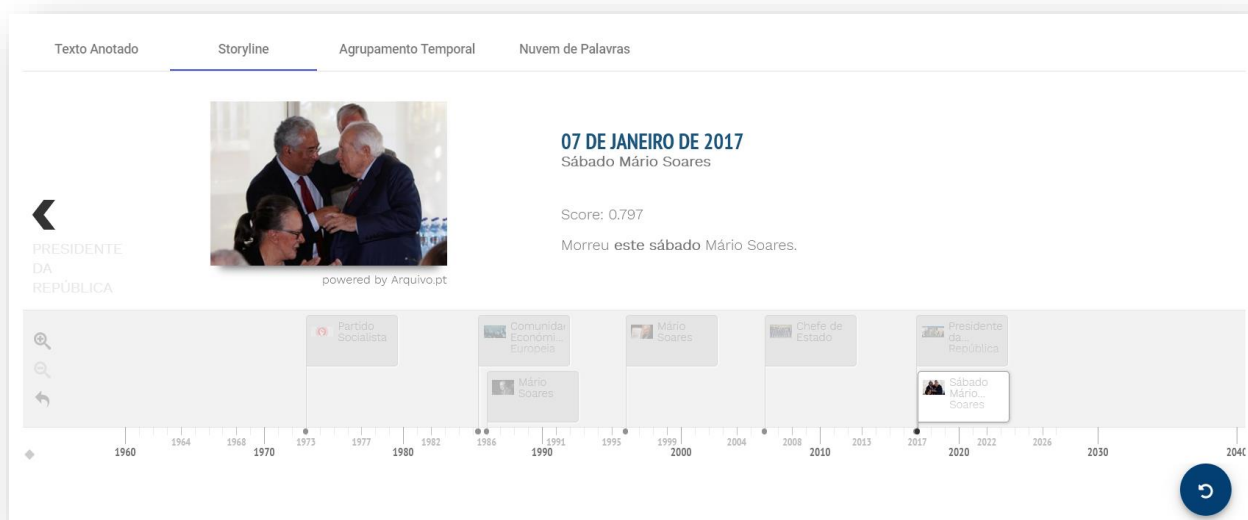 Texto Anotado
Storyline
Agrupamento Temporal
Nuvem de Palavras
07 DE JANEIRO DE 2017
Sábado Mário Soares
Score: 0.797
Morreu este sábado Mário Soares.
powered by Arquivo.pt
PRESIDENTE
DA
REPÚBLICA
Partido
Socialista
Comunida
Económi...
Europeia
Mário
Soares
Mário
Soares
Chefe de
Estado
Presidente
da...
República
Sábado
Mário...
Soares
1964 1968 1973 1977 1982 1986 1991 1995 1999 2004 2008 2013 2017 2022 2026
1960 1970 1980 1990 2000 2010 2020 2030 2040